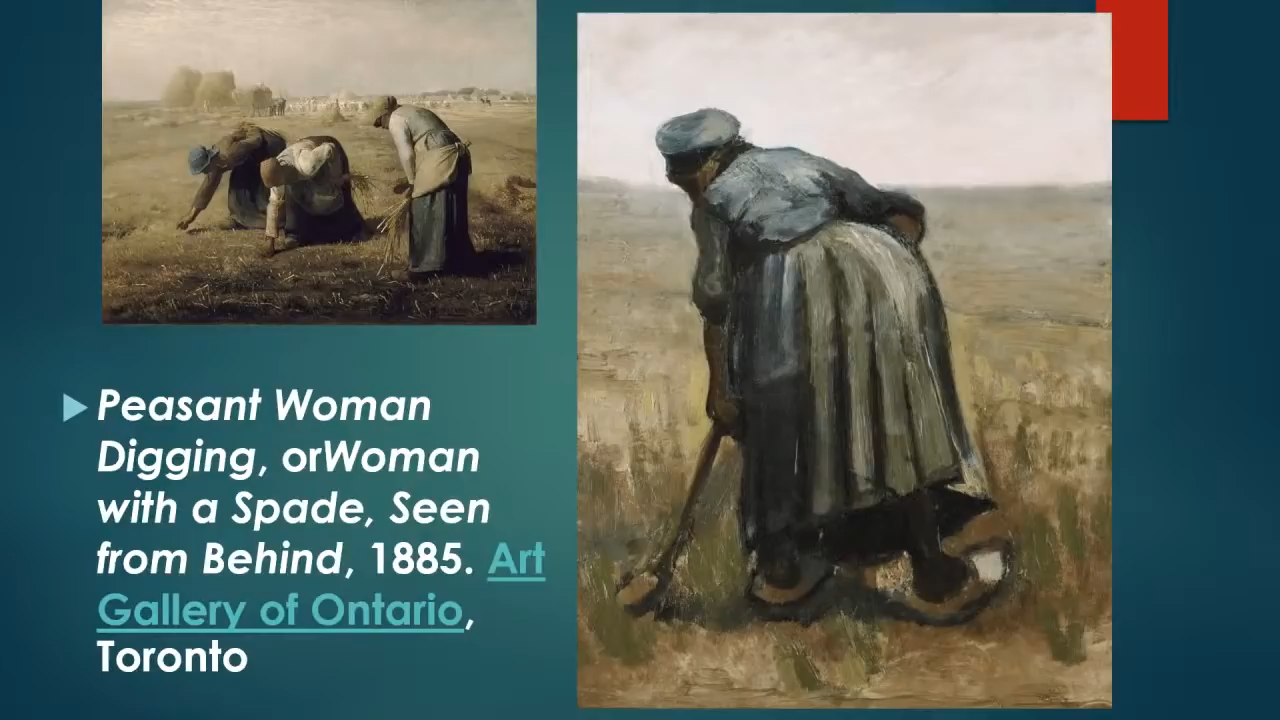 Peasant Woman
Digging, orWoman
with a Spade, Seen
from Behind, 1885. Art
Gallery of Ontario,
Toronto